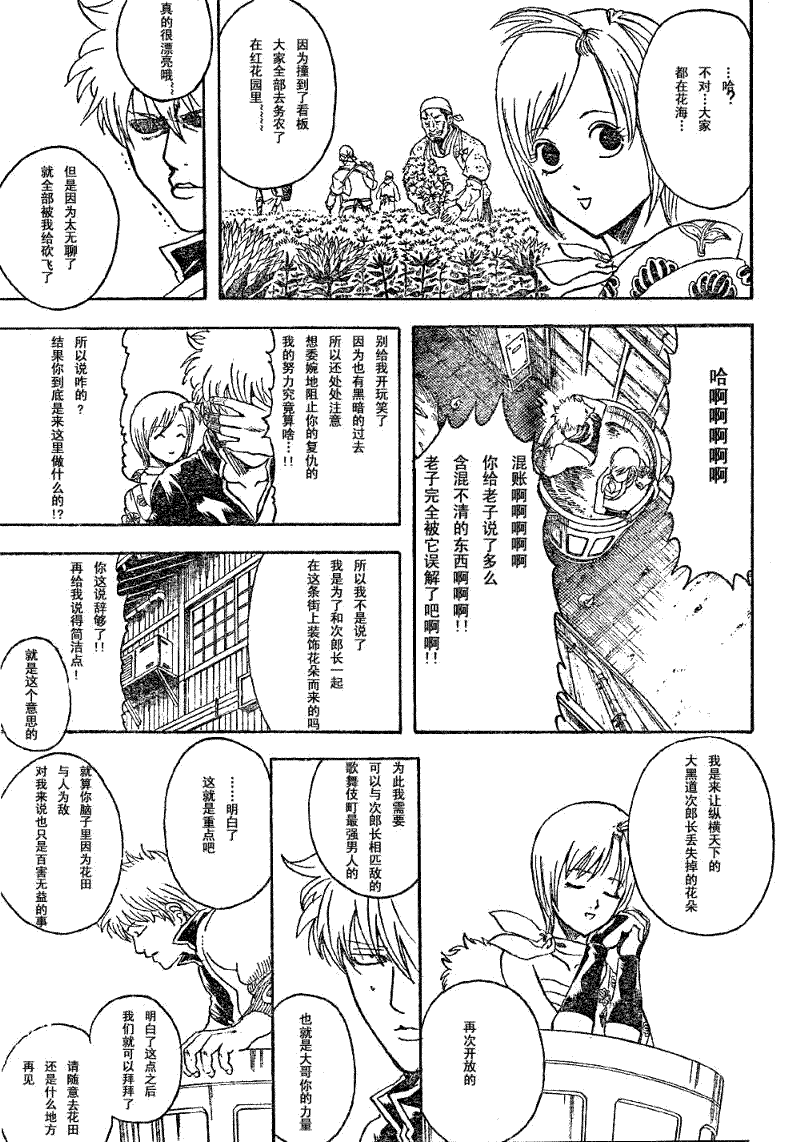 …哈?
不对…大家
都在花海…
因为撞到了看板
大家全部去务农了
在红花园里~~~~
真的很漂亮哦~~
但是因为太无聊了
就全部被我给砍飞了
哈啊啊啊啊啊
混账啊啊啊啊啊
你给老子说了多么
含混不清的东西啊啊啊!!
老子完全被它误解了吧啊啊!!
别给我开玩笑了
因为也有黑暗的过去
所以还处处注意
想委婉地阻止你的复仇的
我的努力究竟算啥…!!
所以说咋的?
结果你到底是来这里做什么的!?
所以我不是说了
我是为了和次郎长一起
在这条街上装饰花朵而来的吗
你这说辞够了!!
再给我说得简洁点!
就是这个意思的
我是来让纵横天下的
大黑道次郎长丢失掉的花朵
再次开放的
为此我需要
可以与次郎长相匹敌的
歌舞伎町最强男人的
也就是大哥你的力量
……明白了
这就是重点吧
就算你脑子里因为花田
与人为敌
对我来说也只是百害无益的事
明白了这点之后
我们就可以拜拜了
请随意去花田
还是什么地方
再见